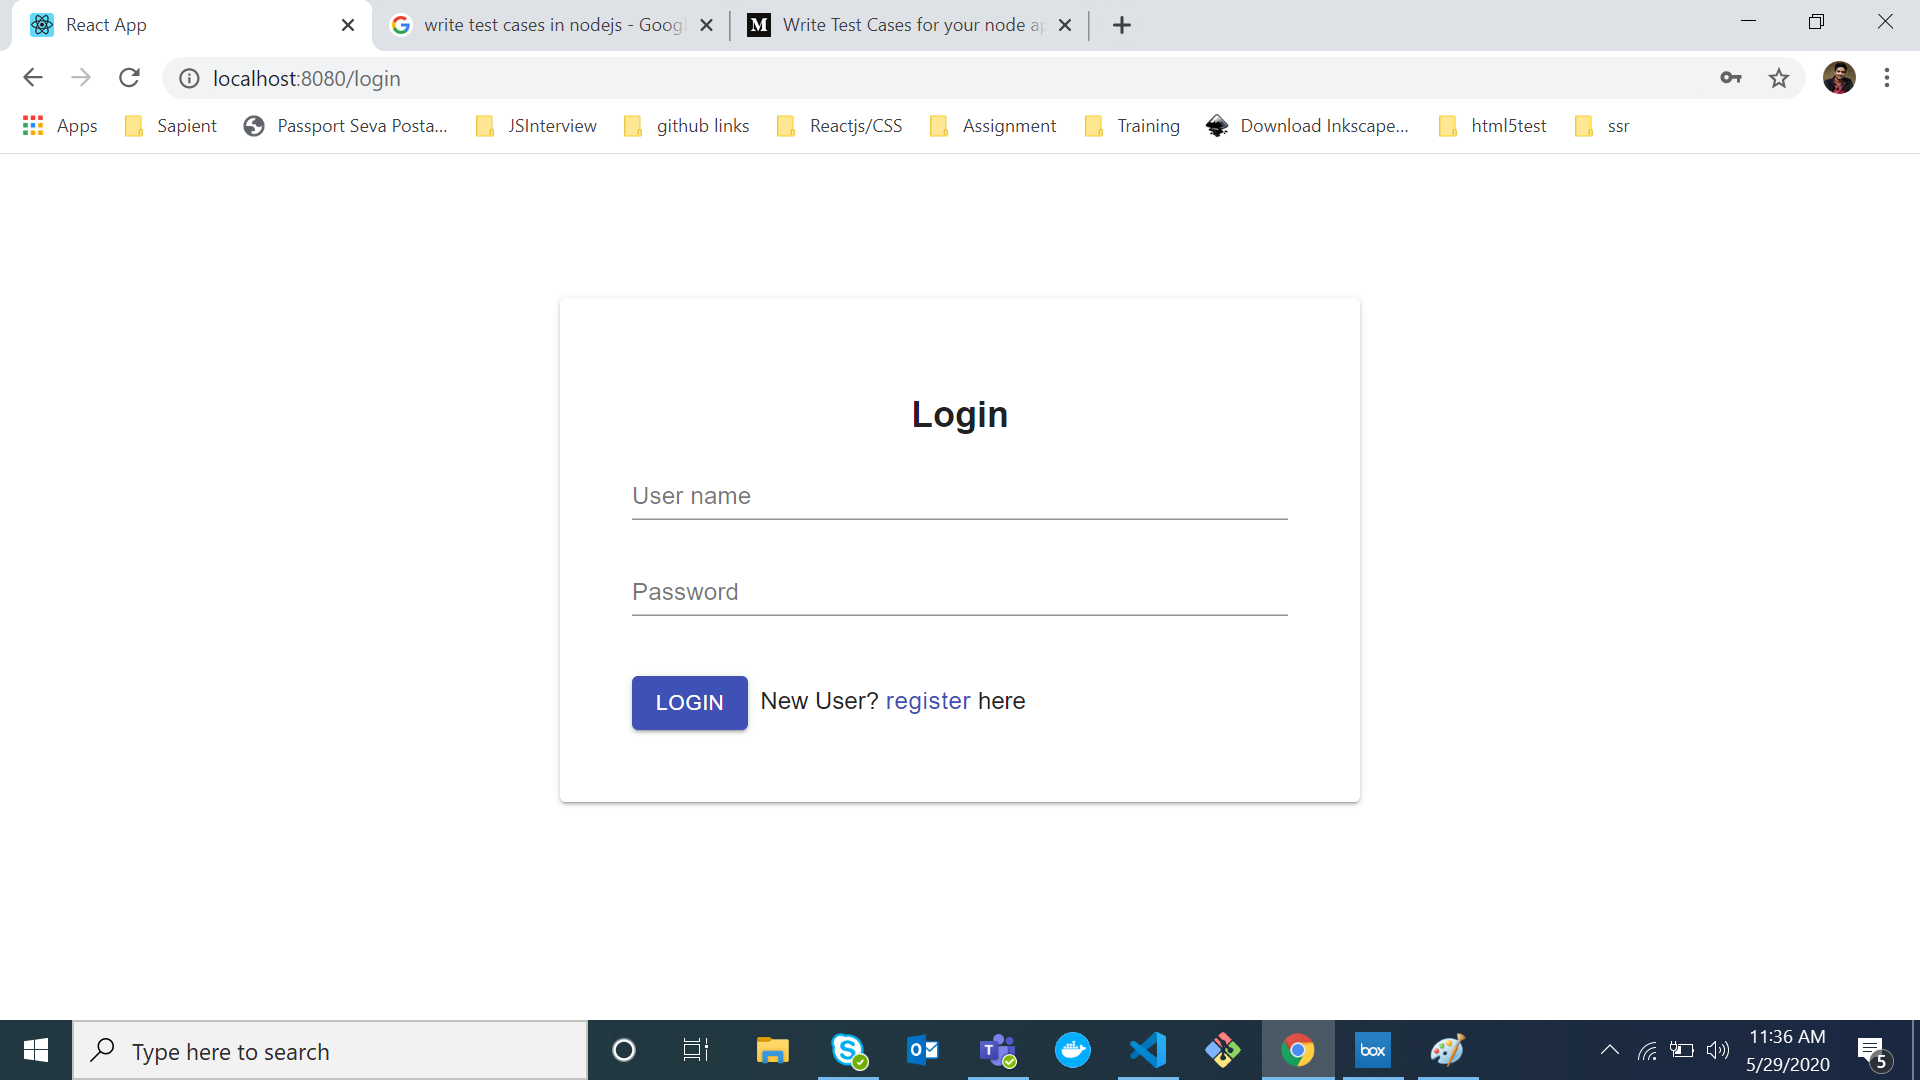 React App
write test cases in nodejs - Goog
M Write Test Cases for your node ap
localhost:8080/login
Apps
Sapient
Passport Seva Posta...
JSInterview
github links
Reactjs/CSS
Assignment
Training
Download Inkscape...
html5test
ssr
Login
User name
Password
LOGIN New User? register here
Type here to search
box
11:36 AM
5/29/2020
5